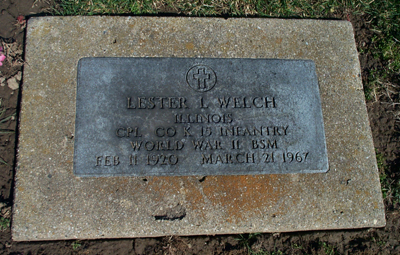 LESTER L WELCH
ILLINOIS
CPL CO K 15 INFANTRY
WORLD WAR II BSM
FEB 11 1920 MARCH 21 1967